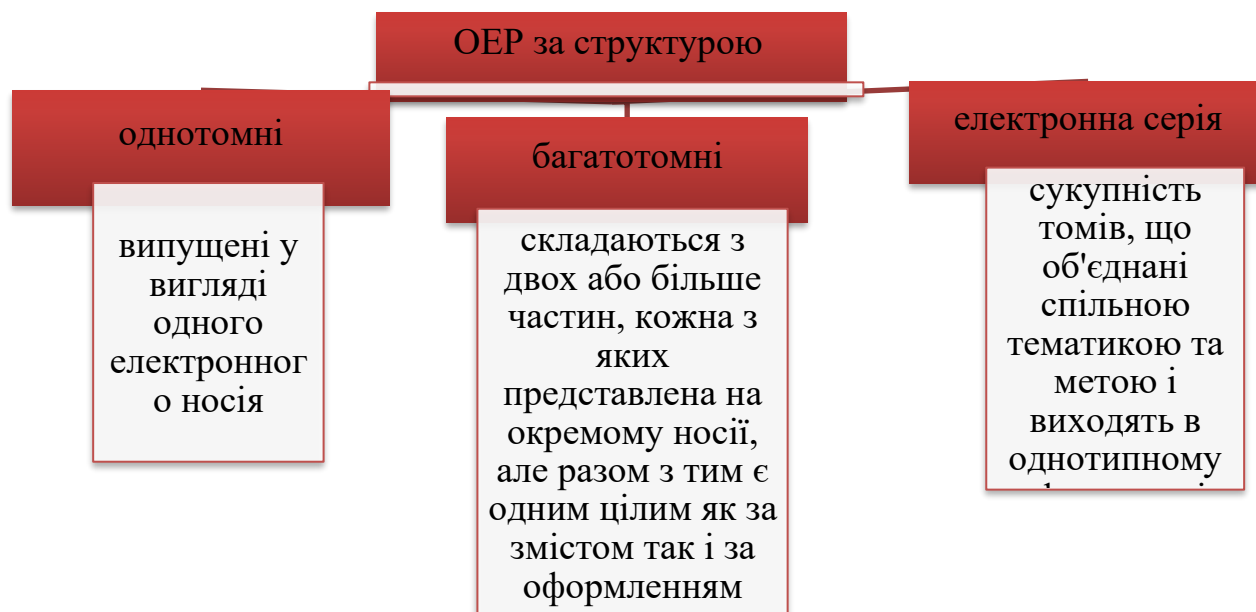 ОЕР за структурою
однотомні
випущені у
вигляді
одного
електронног
о носія
багатотомні
складаються з
двох або більше
частин, кожна з
яких
представлена на
окремому носії,
але разом з тим є
одним цілим як за
змістом так і за
оформленням
електронна серія
сукупність
томів, що
об'єднані
спільною
тематикою та
метою і
виходять в
однотипному